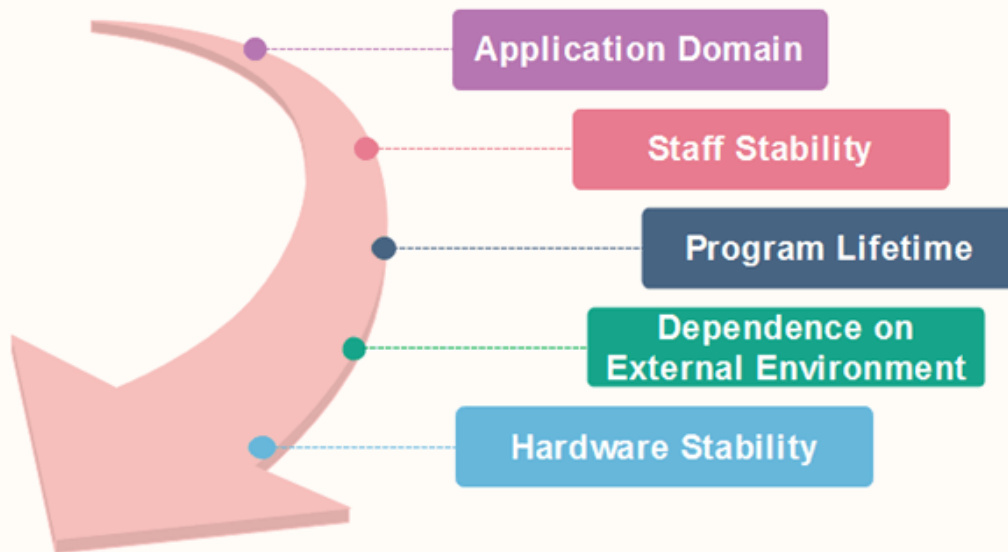 Application Domain
Staff Stability
Program Lifetime
Dependence on
External Environment
Hardware Stability